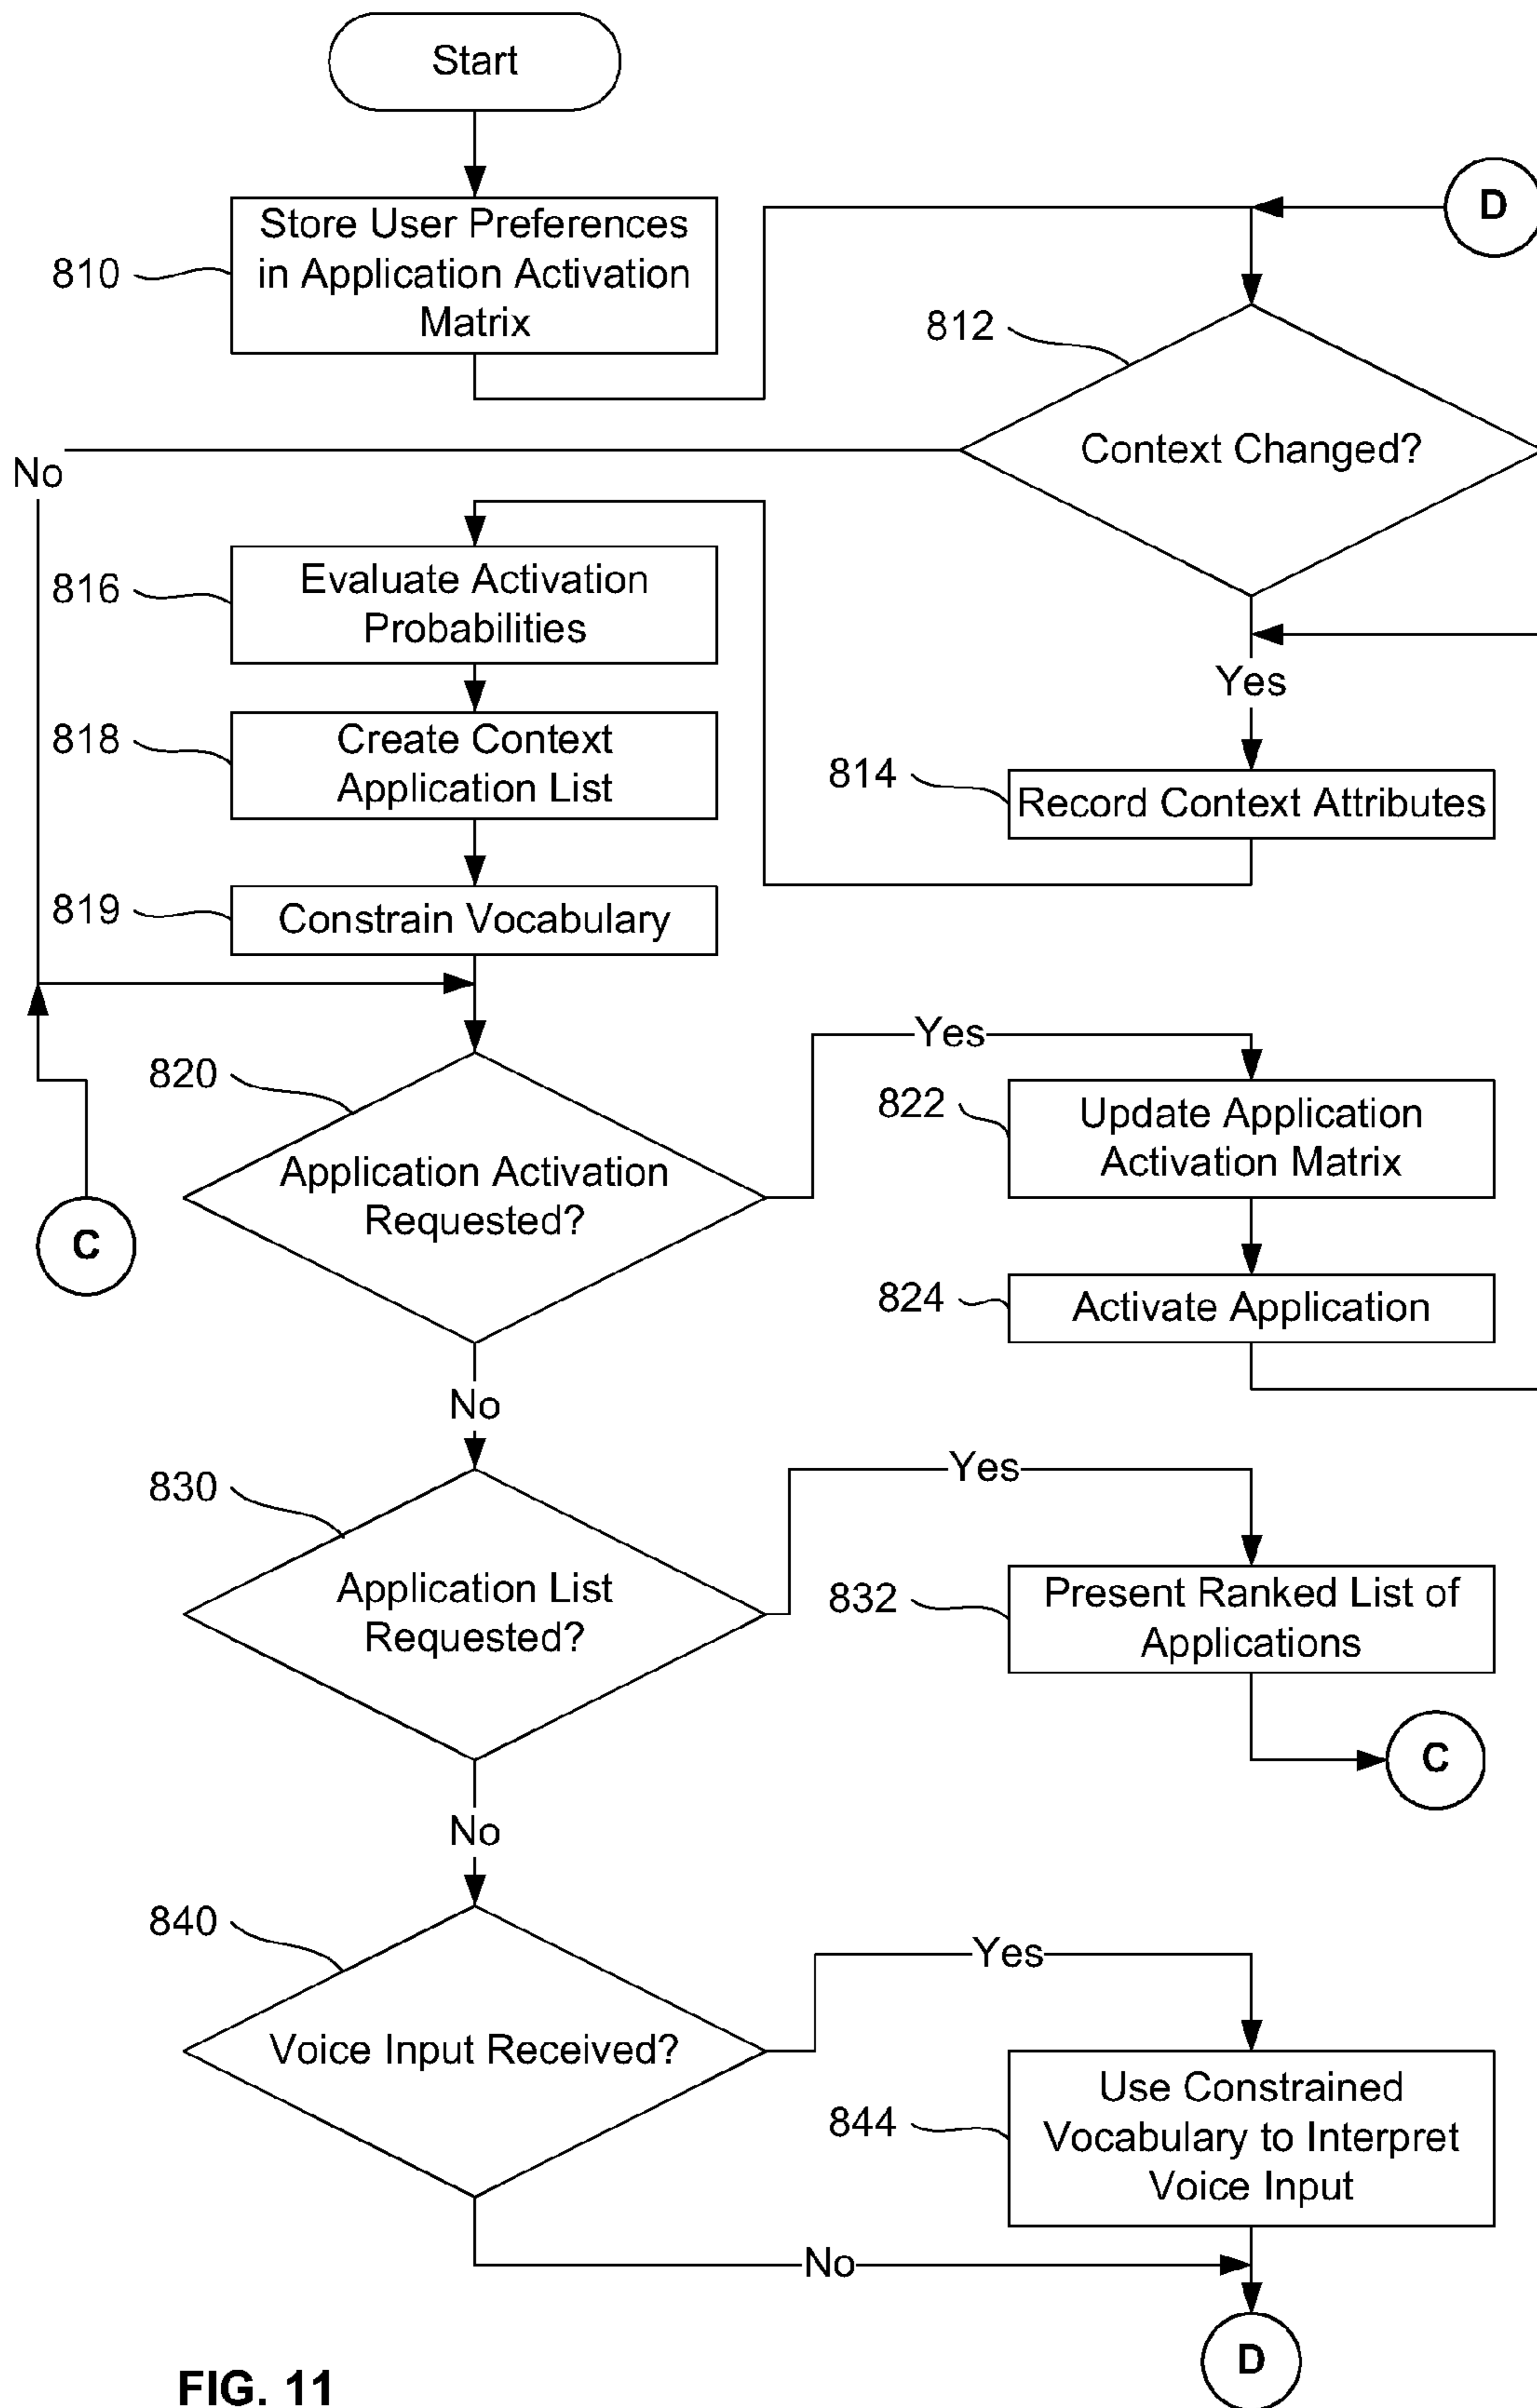 Start
Store User Preferences
in Application Activation
Matrix
810
D
812
Context Changed?
No
816
Evaluate Activation
Probabilities
Yes
818
Create Context
Application List
814
Record Context Attributes
819
Constrain Vocabulary
820
Application Activation
Requested?
Yes
822
Update Application
Activation Matrix
C
824
Activate Application
No
830
Application List
Requested?
Yes
832
Present Ranked List of
Applications
C
No
840
Voice Input Received?
Yes
844
Use Constrained
Vocabulary to Interpret
Voice Input
No
D
FIG. 11